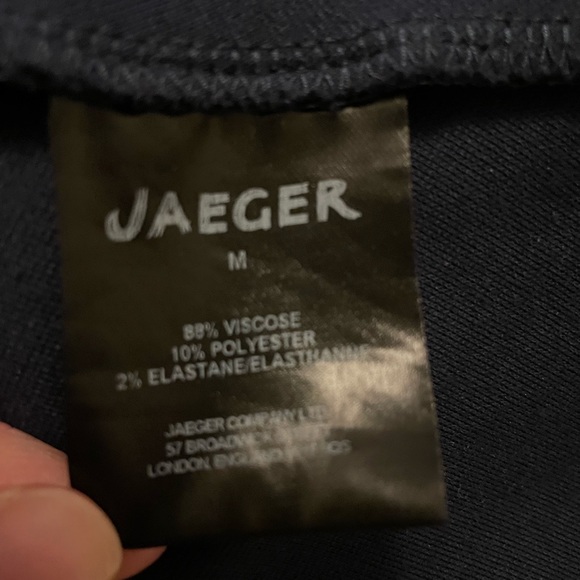 JAEGER
M
88% VISCOSE
10% POLYESTER
2% ELASTANE/ELASTHANNE
JAEGER COMPANY LTD
57 BROADWICK
LONDON ENGLAND